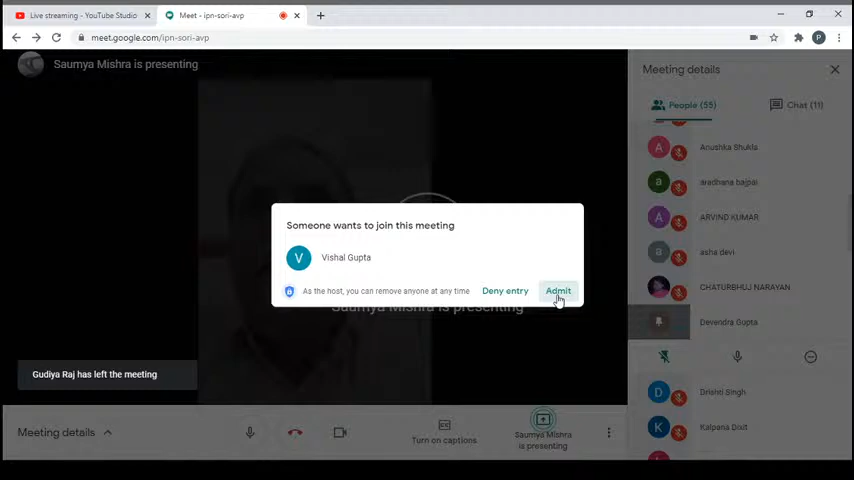 Live streaming - YouTube Studio
Meet - ipn-sori-avp
meet.google.com/ipn-sori-avp
P
Saumya Mishra is presenting
Meeting details
People (55)
Chat (11)
A
Anushka Shukla
a
aradhana bajpai
A
ARVIND KUMAR
a
asha devi
CHATURBHUJ NARAYAN
Devendra Gupta
D
Drishti Singh
K
Kalpana Dixit
Someone wants to join this meeting
V
Vishal Gupta
As the host, you can remove anyone at any time
Deny entry
Admit
Saumya Mishra is presenting
Gudiya Raj has left the meeting
Meeting details
CC
Turn on captions
Saumya Mishra
is presenting